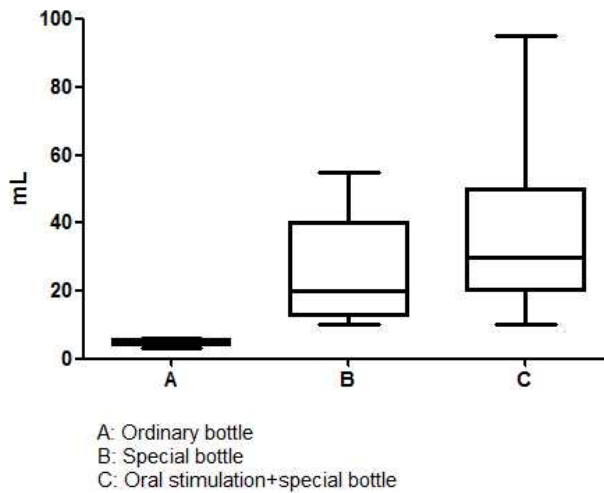 100
80
60
40
20
0
mL
A B C
A: Ordinary bottle
B: Special bottle
C: Oral stimulation+special bottle